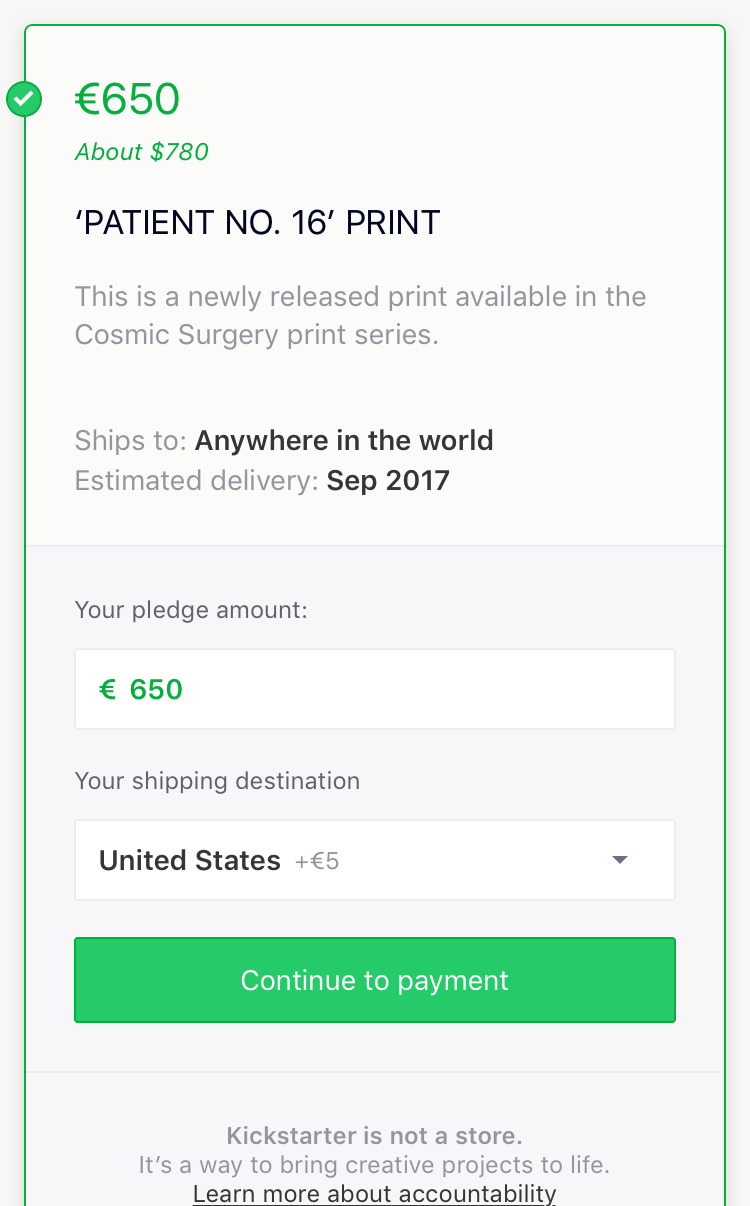 €650
About $780
‘PATIENT NO. 16’ PRINT
This is a newly released print available in the
Cosmic Surgery print series.
Ships to: Anywhere in the world
Estimated delivery: Sep 2017
Your pledge amount:
€ 650
Your shipping destination
United States +€5
Continue to payment
Kickstarter is not a store.
It’s a way to bring creative projects to life.
Learn more about accountability